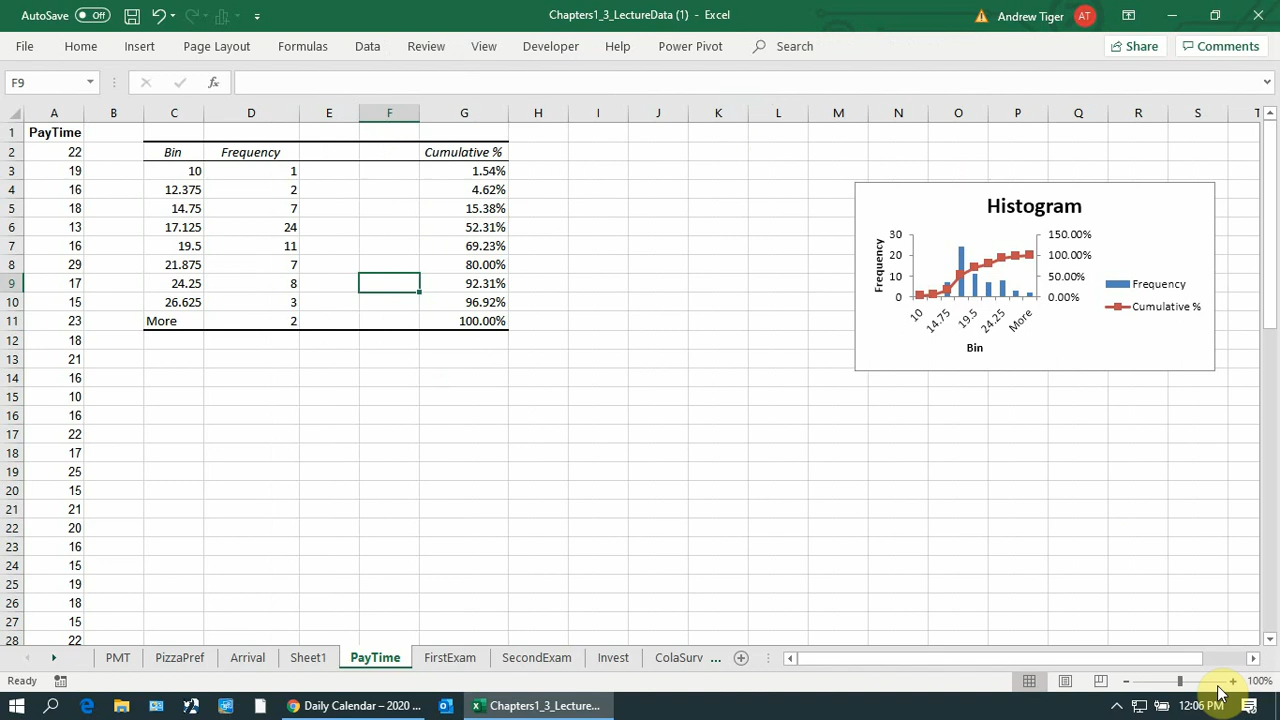 AutoSave Off Chapters1_3_LectureData (1) - Excel Andrew Tiger AT
File Home Insert Page Layout Formulas Data Review View Developer Help Power Pivot Search Share Comments
F9 fx
A B C D E F G H I J K L M N O P Q R S T
1 PayTime
2 22 Bin Frequency Cumulative %
3 19 10 1 1.54%
4 16 12.375 2 4.62%
5 18 14.75 7 15.38%
6 13 17.125 24 52.31%
7 16 19.5 11 69.23%
8 29 21.875 7 80.00%
9 17 24.25 8 92.31%
10 15 26.625 3 96.92%
11 23 More 2 100.00%
12 18
13 21
14 16
15 10
16 16
17 22
18 17
19 25
20 15
21 21
22 20
23 16
24 15
25 19
26 18
27 15
28 22
Histogram
30 150.00%
20 100.00%
10 50.00%
0 0.00%
Frequency
10 14.75 19.5 24.25 More
Bin
Frequency
Cumulative %
PMT PizzaPref Arrival Sheet1 PayTime FirstExam SecondExam Invest ColaSurv ...
Ready 100%
Daily Calendar – 2020 ... Chapters1_3_Lecture... 12:06 PM